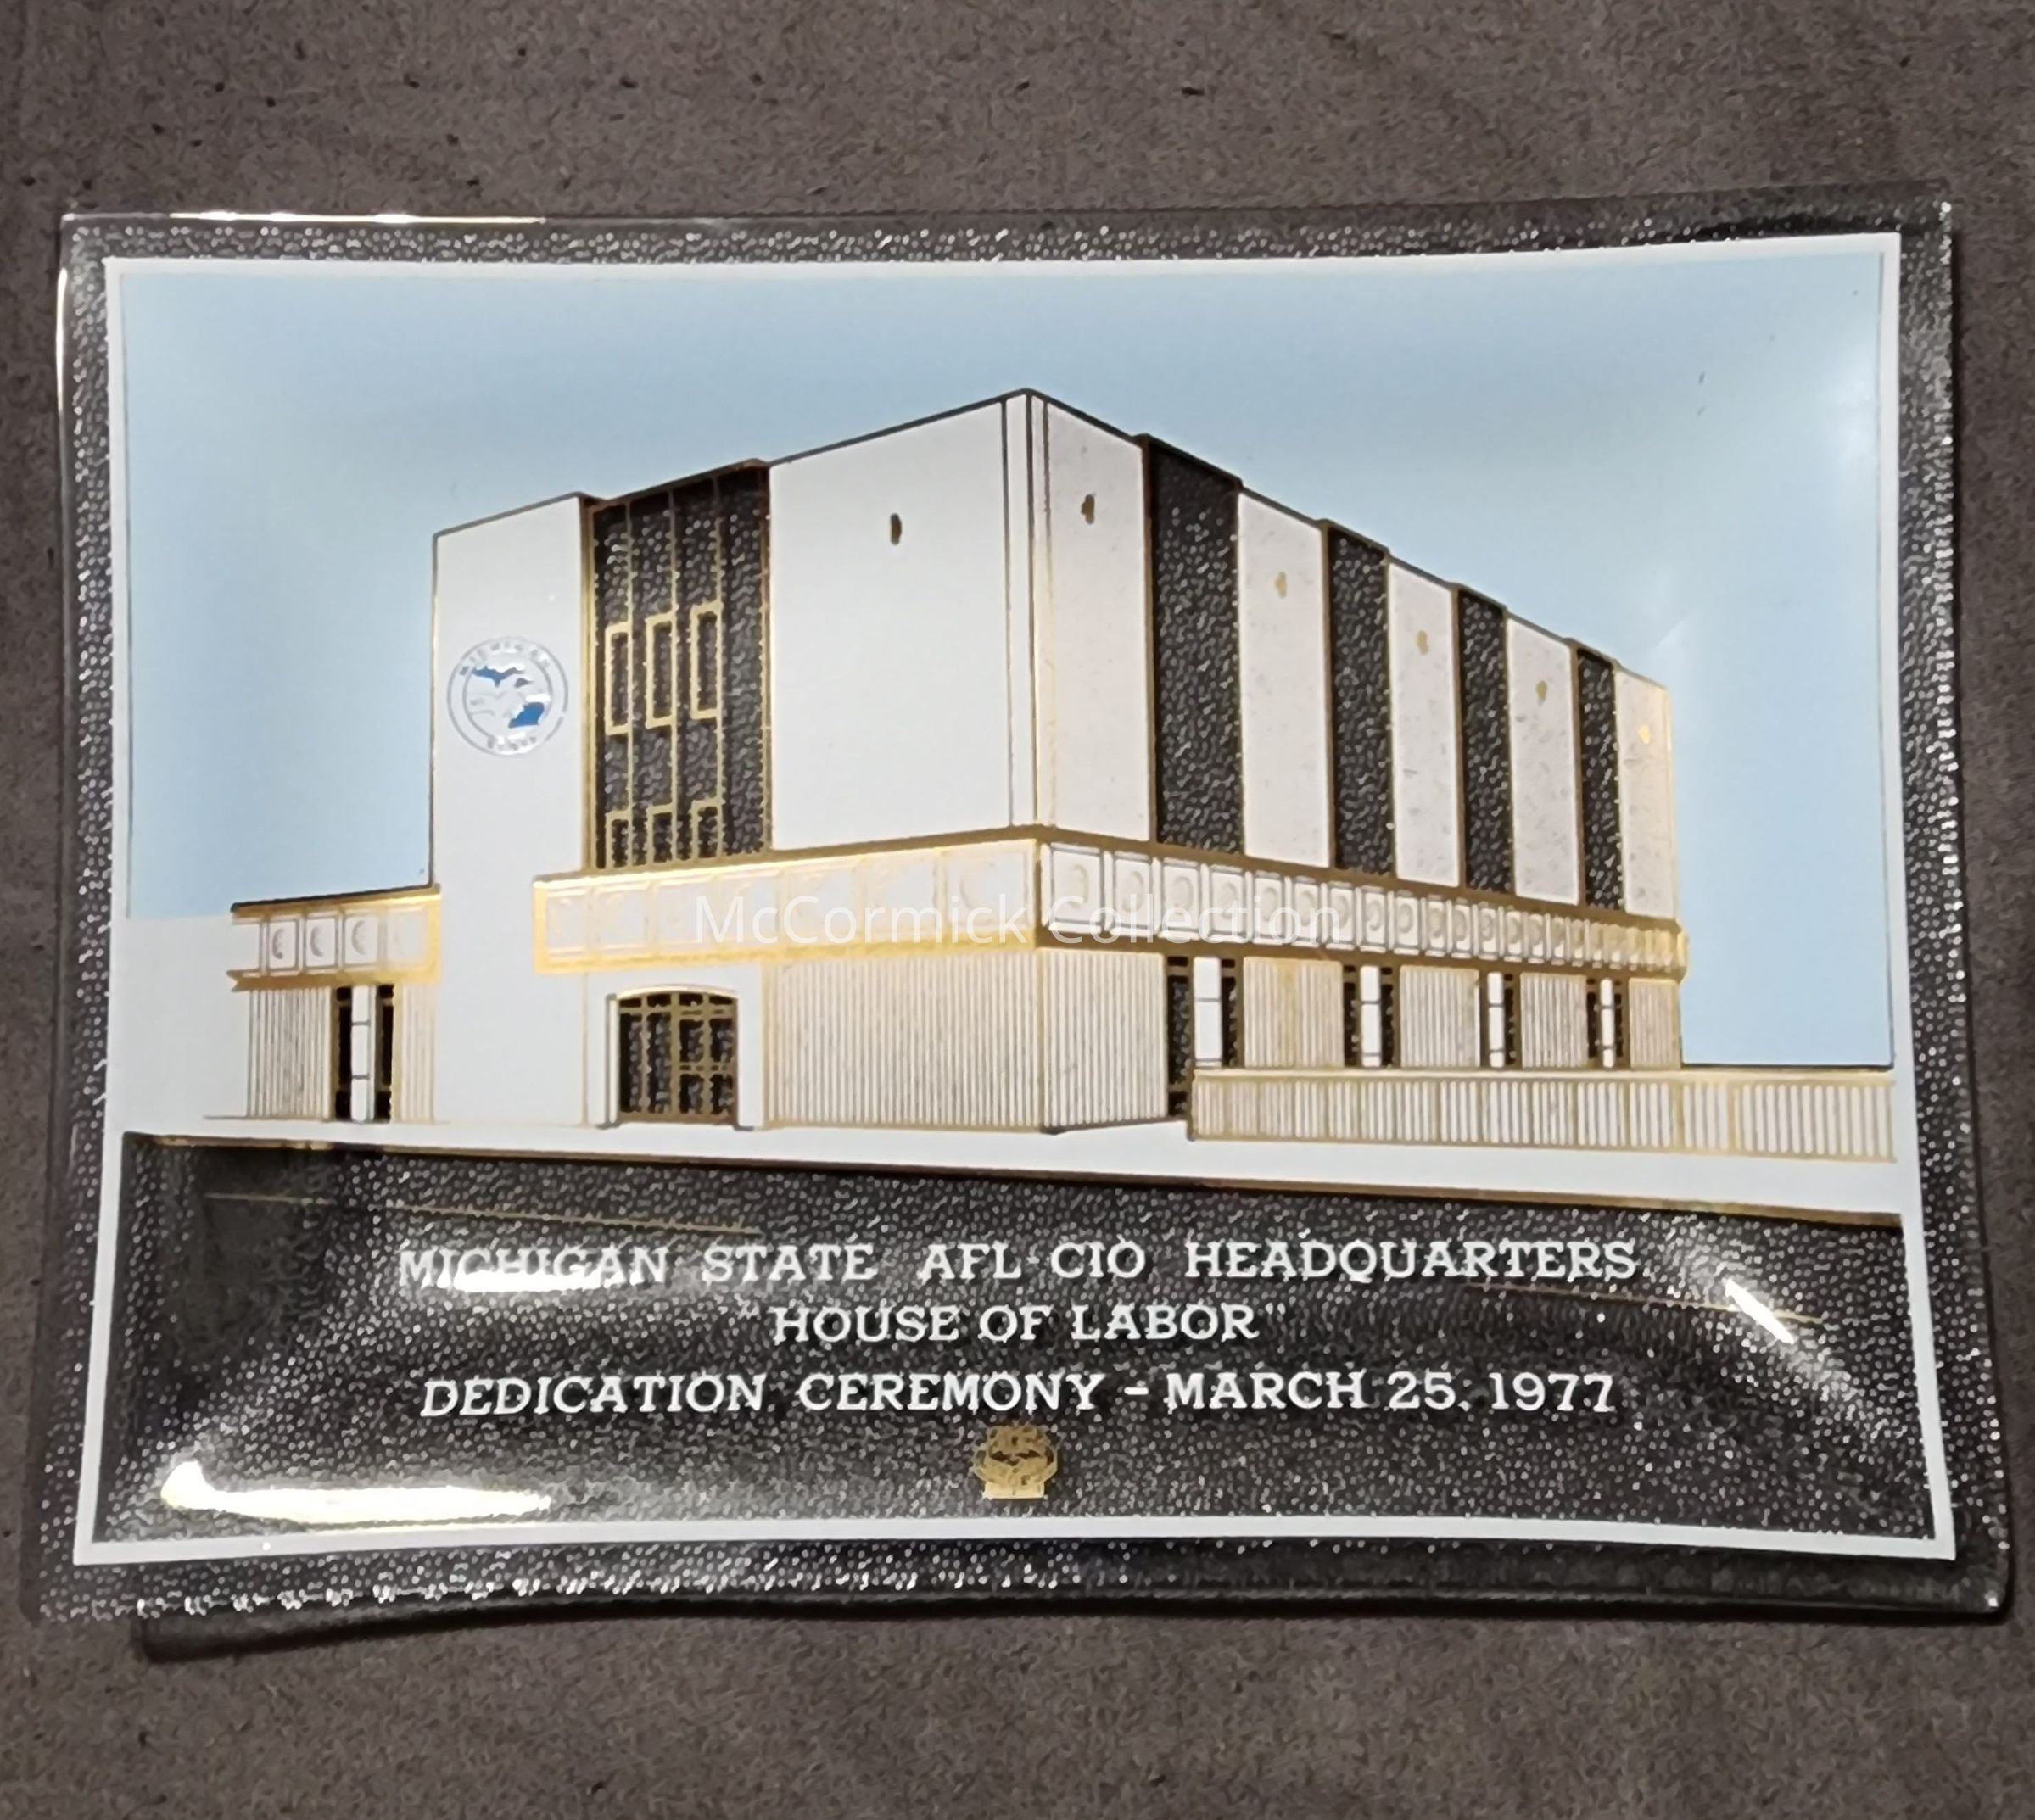 McCormick Collection
MICHIGAN STATE AFL-CIO HEADQUARTERS
"HOUSE OF LABOR"
DEDICATION CEREMONY - MARCH 25, 1977